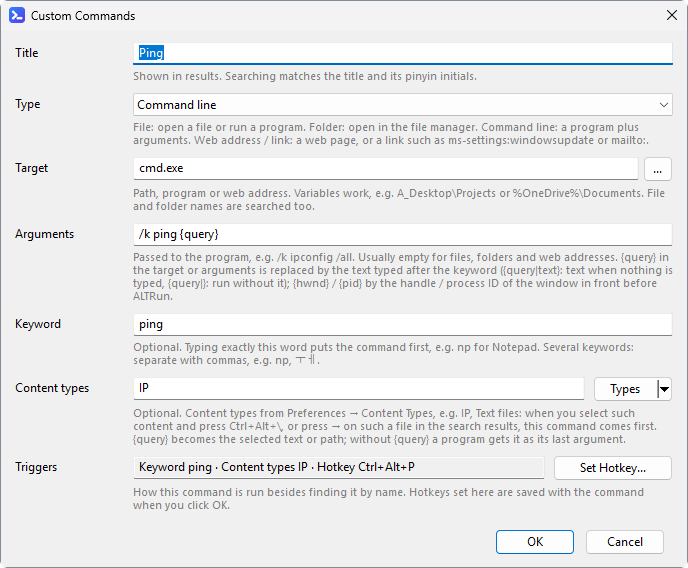 Custom Commands
Title
Ping
Shown in results. Searching matches the title and its pinyin initials.
Type
Command line
File: open a file or run a program. Folder: open in the file manager. Command line: a program plus
arguments. Web address / link: a web page, or a link such as ms-settings:windowsupdate or mailto:.
Target
cmd.exe
...
Path, program or web address. Variables work, e.g. A_Desktop\Projects or %OneDrive%\Documents. File
and folder names are searched too.
Arguments
/k ping {query}
Passed to the program, e.g. /k ipconfig /all. Usually empty for files, folders and web addresses. {query} in
the target or arguments is replaced by the text typed after the keyword ({query|text}: text when nothing is
typed, {query|}: run without it); {hwnd} / {pid} by the handle / process ID of the window in front before
ALTRun.
Keyword
ping
Optional. Typing exactly this word puts the command first, e.g. np for Notepad. Several keywords:
separate with commas, e.g. np, ㅜㅔ.
Content types
IP
Types
Optional. Content types from Preferences → Content Types, e.g. IP, Text files: when you select such
content and press Ctrl+Alt+\, or press → on such a file in the search results, this command comes first.
{query} becomes the selected text or path; without {query} a program gets it as its last argument.
Triggers
Keyword ping · Content types IP · Hotkey Ctrl+Alt+P
Set Hotkey...
How this command is run besides finding it by name. Hotkeys set here are saved with the command
when you click OK.
OK
Cancel